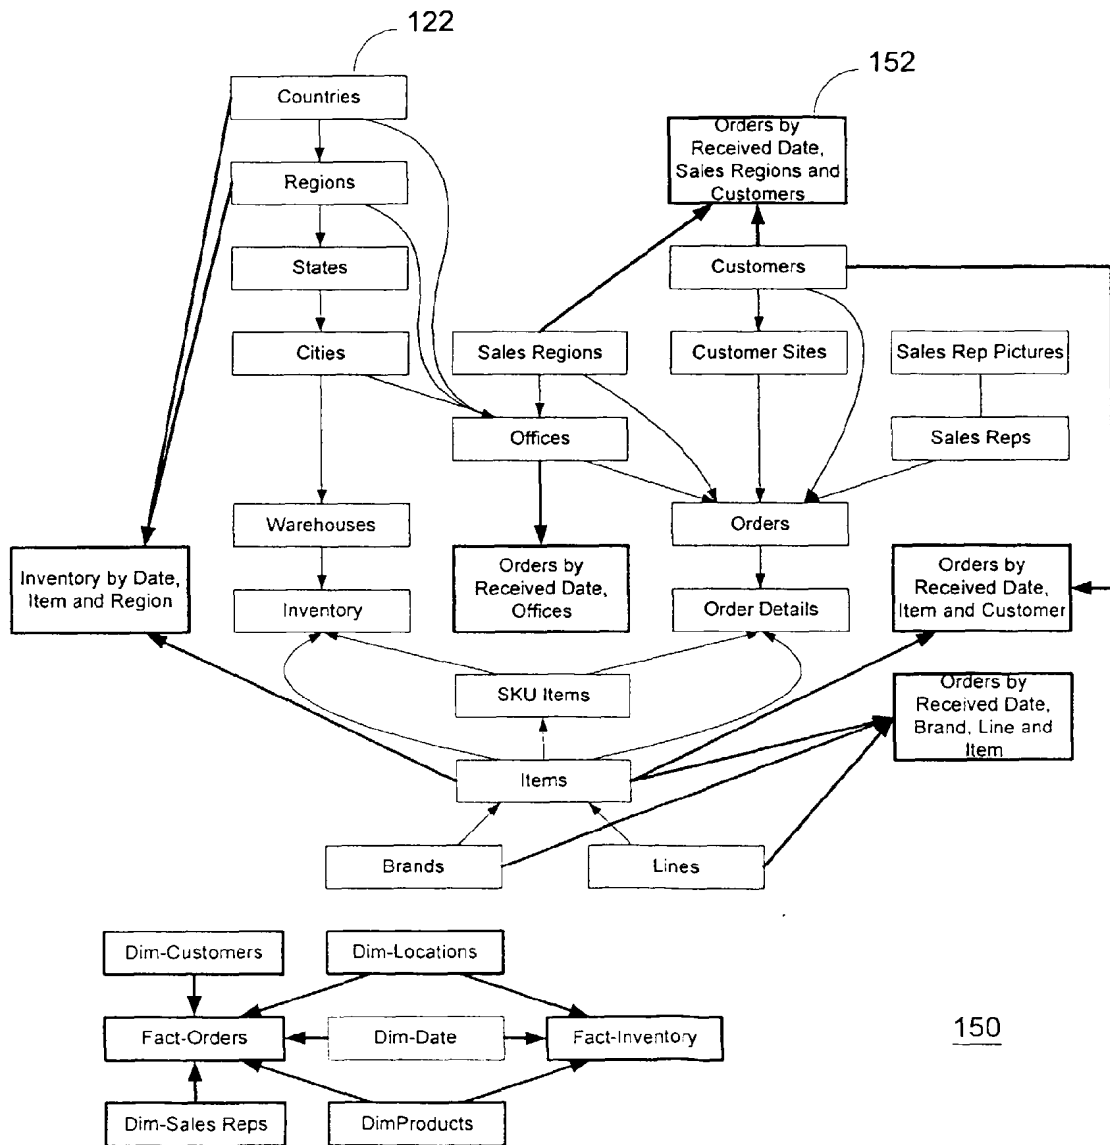 122
152
Countries
Orders by
Received Date,
Sales Regions and
Customers
Regions
States
Customers
Cities
Sales Regions
Customer Sites
Sales Rep Pictures
Offices
Sales Reps
Warehouses
Orders
Inventory by Date,
Item and Region
Orders by
Received Date,
Offices
Orders by
Received Date,
Item and Customer
Inventory
Order Details
SKU Items
Orders by
Received Date,
Brand, Line and
Item
Items
Brands
Lines
Dim-Customers
Dim-Locations
Fact-Orders
Dim-Date
Fact-Inventory
150
Dim-Sales Reps
DimProducts